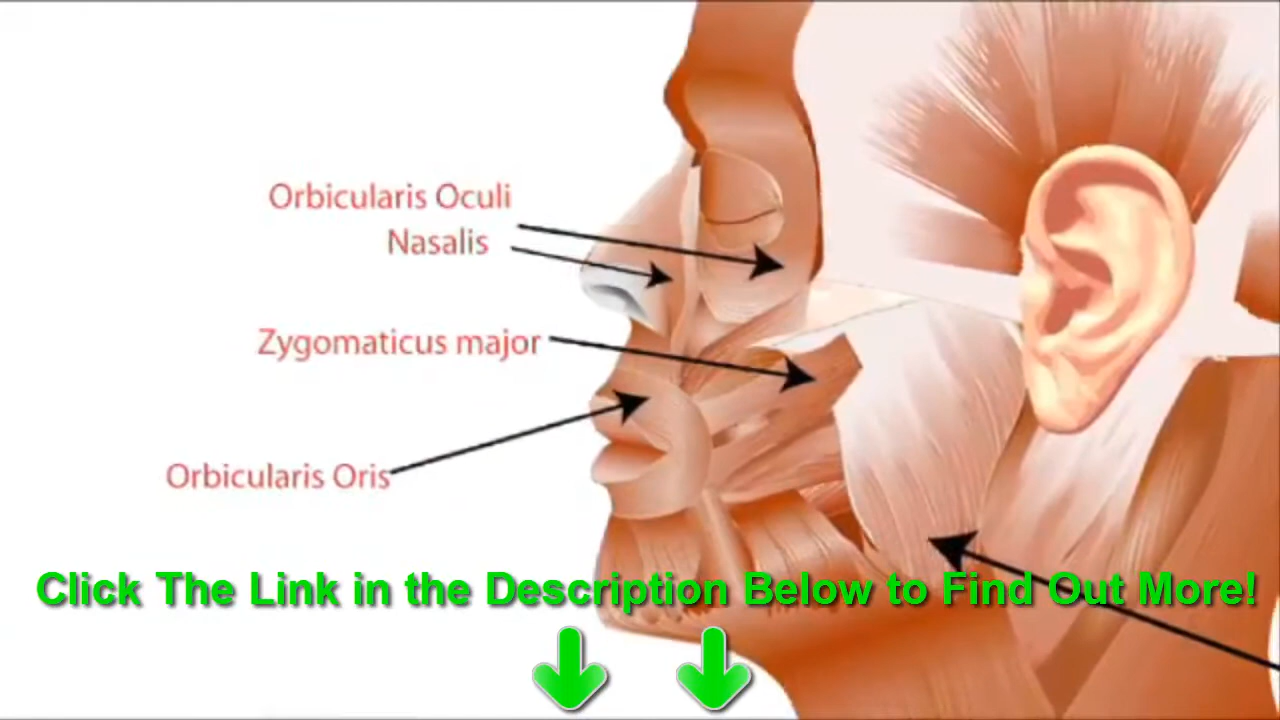 Orbicularis Oculi
Nasalis
Zygomaticus major
Orbicularis Oris
Click The Link in the Description Below to Find Out More!